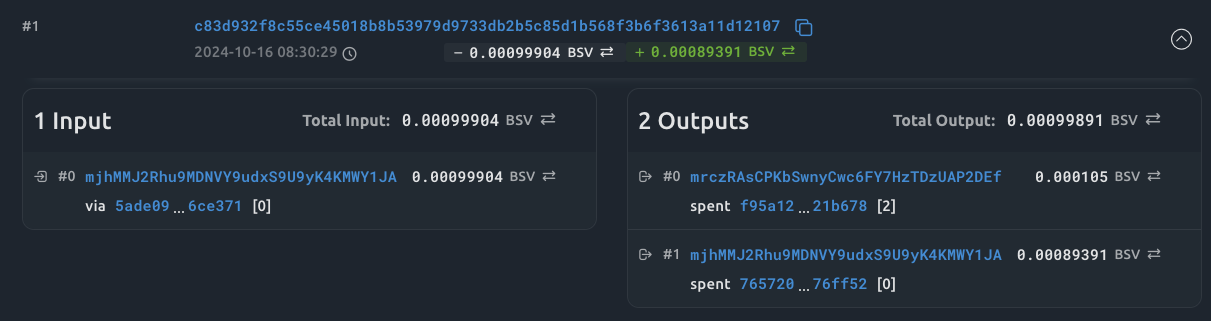 #1 c83d932f8c55ce45018b8b53979d9733db2b5c85d1b568f3b6f3613a11d12107
2024-10-16 08:30:29 − 0.00099904 BSV ⇄ + 0.00089391 BSV ⇄
1 Input Total Input: 0.00099904 BSV ⇄
#0 mjhMMJ2Rhu9MDNVY9udxS9U9yK4KMWY1JA 0.00099904 BSV ⇄
via 5ade09...6ce371 [0]
2 Outputs Total Output: 0.00099891 BSV ⇄
#0 mrczRAsCPKbSwnyCwc6FY7HzTDzUAP2DEf 0.000105 BSV ⇄
spent f95a12...21b678 [2]
#1 mjhMMJ2Rhu9MDNVY9udxS9U9yK4KMWY1JA 0.00089391 BSV ⇄
spent 765720...76ff52 [0]